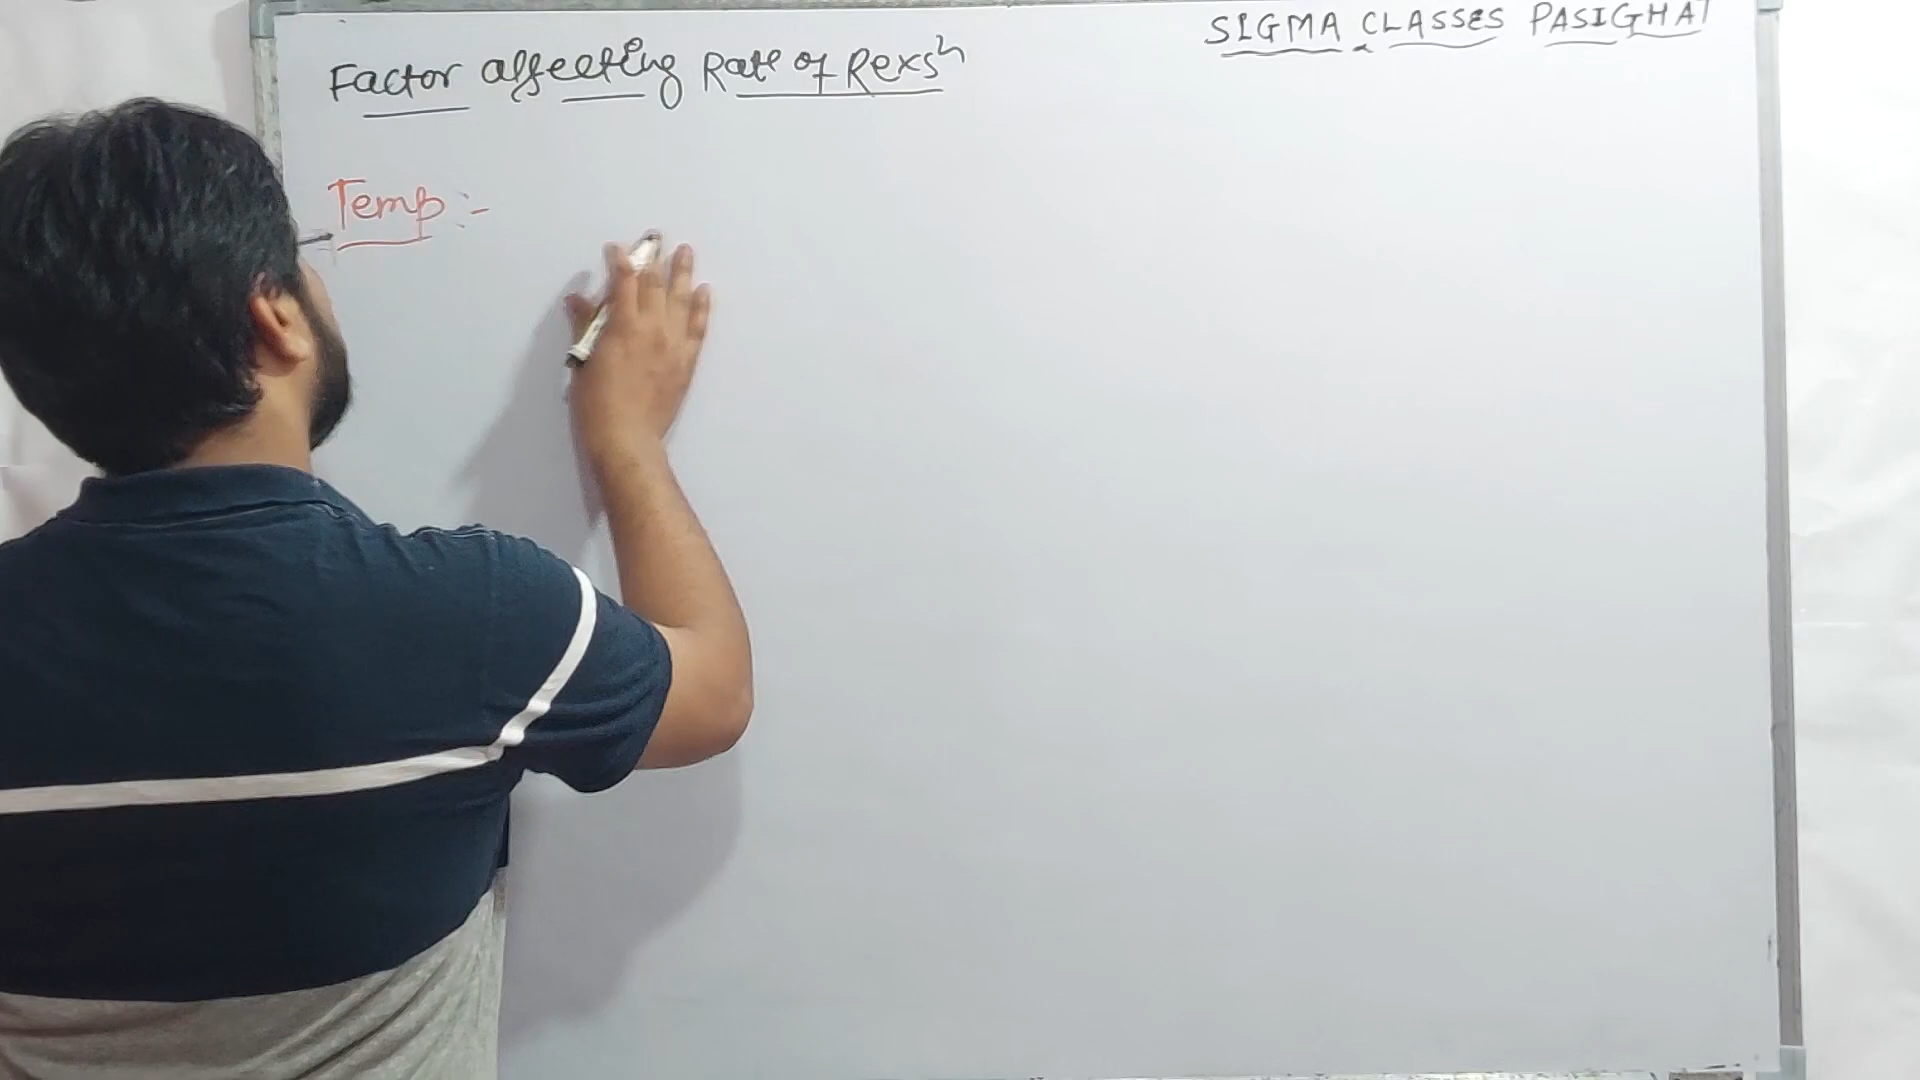 SIGMA CLASSES PASIGHAT
Factor affecting Rate of Rexsⁿ
Temp :-